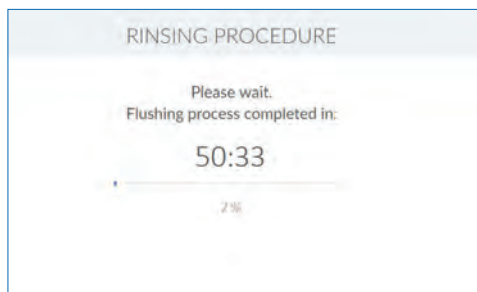 RINSING PROCEDURE
Please wait.
Flushing process completed in:
50:33
2%